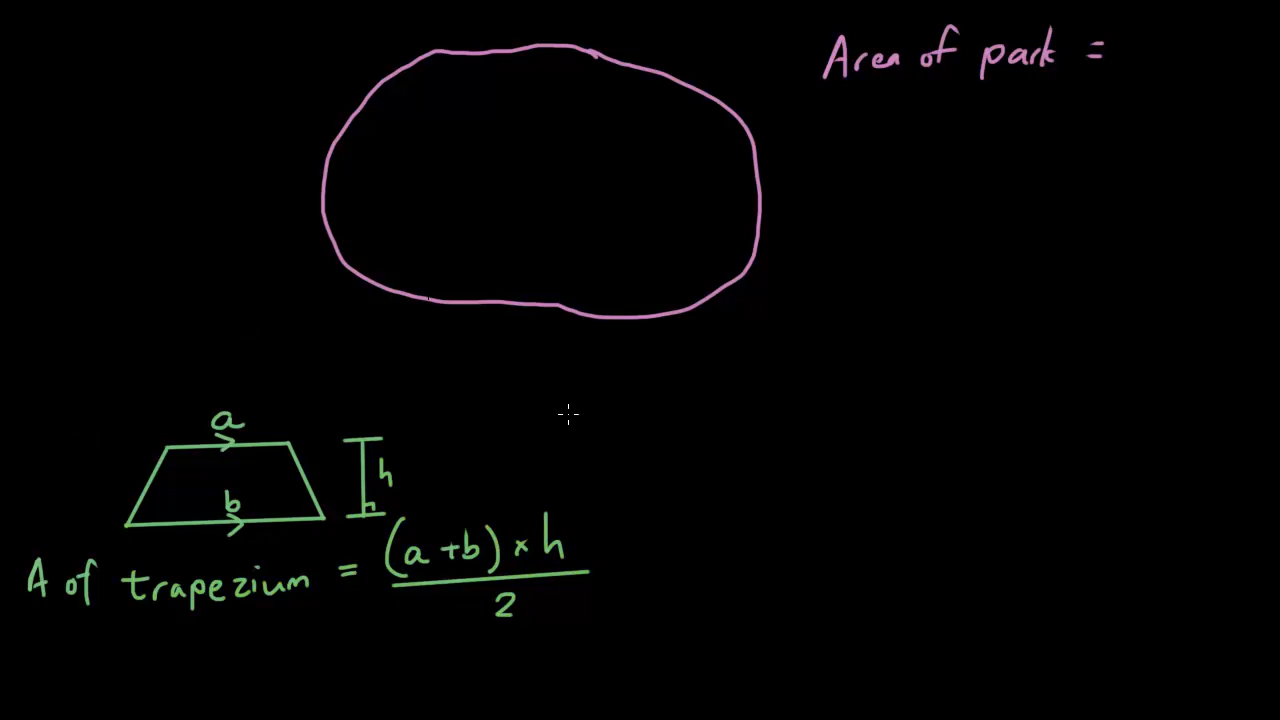 Area of park =
a
b
h
A of trapezium = (a + b) × h
2